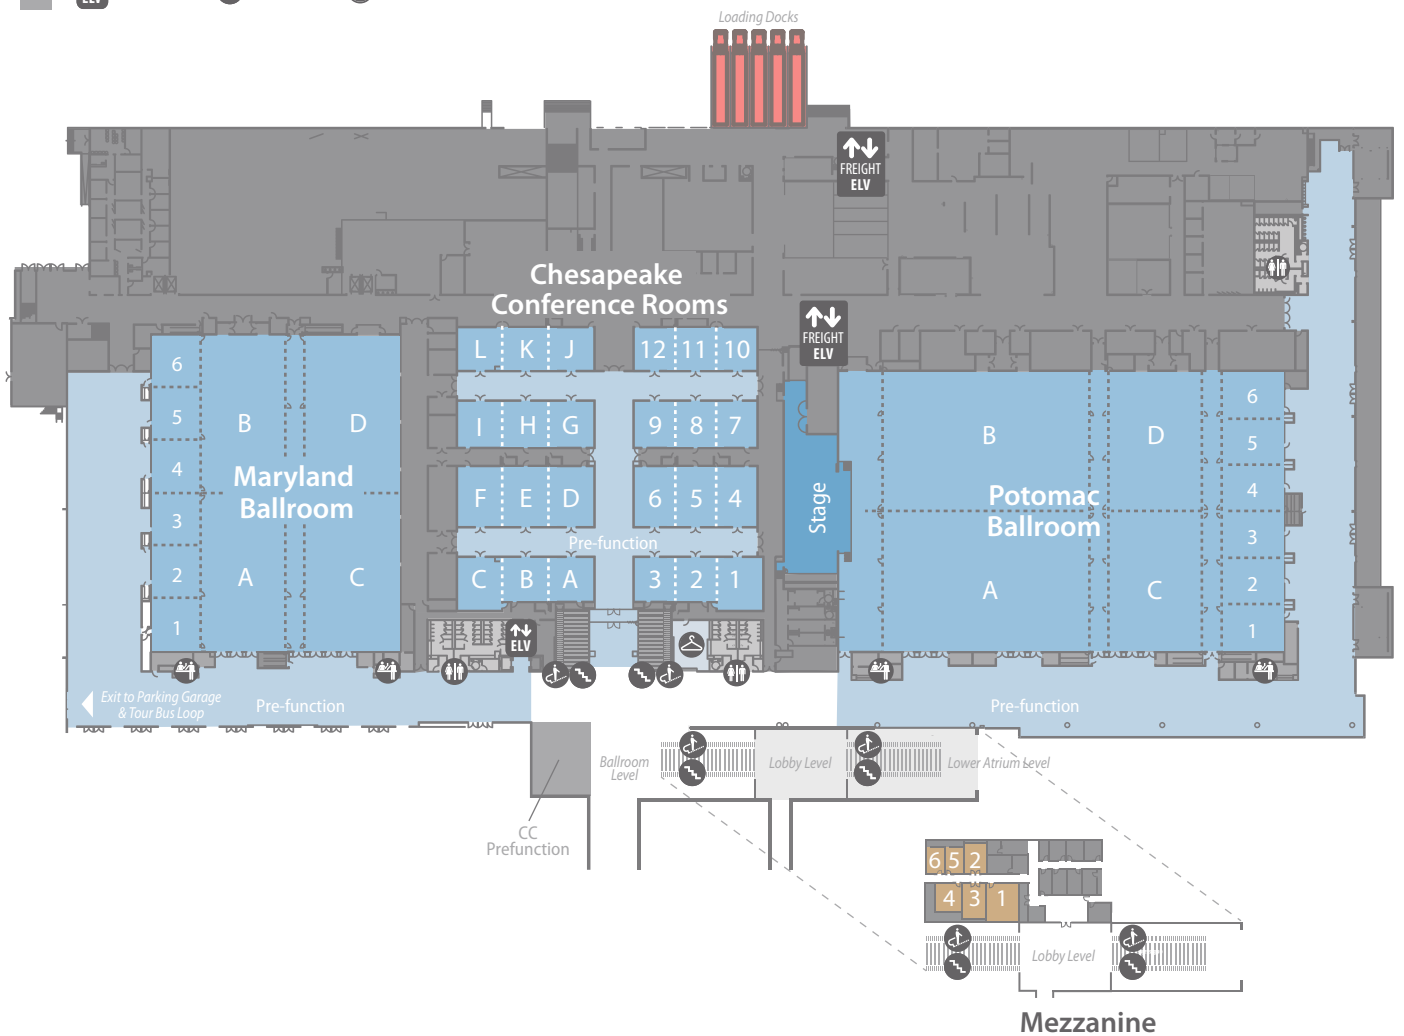 ELV
Loading Docks
FREIGHT
ELV
Chesapeake
Conference Rooms
FREIGHT
ELV
L K J
12 11 10
I H G
9 8 7
F E D
6 5 4
Pre-function
C B A
3 2 1
ELV
6
5
4
3
2
1
B
D
Maryland
Ballroom
A
C
Exit to Parking Garage
& Tour Bus Loop
Pre-function
Stage
B
D
Potomac
Ballroom
A
C
6
5
4
3
2
1
Pre-function
Ballroom
Level
Lobby Level
Lower Atrium Level
CC
Prefunction
6 5 2
4 3 1
Lobby Level
Mezzanine